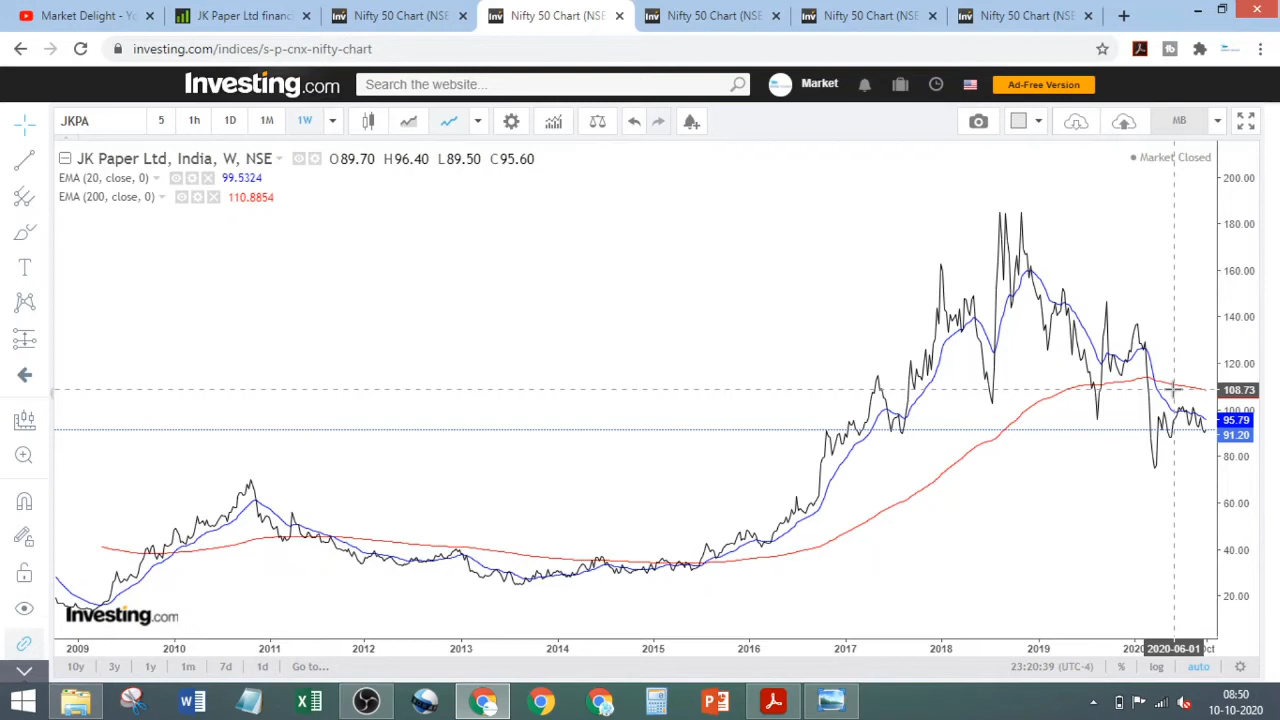 Market Delight - Yo
JK Paper Ltd financ
Nifty 50 Chart (NSE
Nifty 50 Chart (NSE
Nifty 50 Chart (NSE
Nifty 50 Chart (NSE
Nifty 50 Chart (NSE
investing.com/indices/s-p-cnx-nifty-chart
Investing.com
Search the website...
Market
Ad-Free Version
JKPA
5
1h
1D
1M
1W
MB
JK Paper Ltd, India, W, NSE
O89.70 H96.40 L89.50 C95.60
Market Closed
EMA (20, close, 0)
99.5324
EMA (200, close, 0)
110.8854
200.00
180.00
160.00
140.00
120.00
108.73
100.00
95.79
91.20
80.00
60.00
40.00
20.00
Investing.com
2009
2010
2011
2012
2013
2014
2015
2016
2017
2018
2019
2020
2020-06-01
Oct
10y
3y
1y
1m
7d
1d
Go to...
23:20:39 (UTC-4)
%
log
auto
08:50
10-10-2020